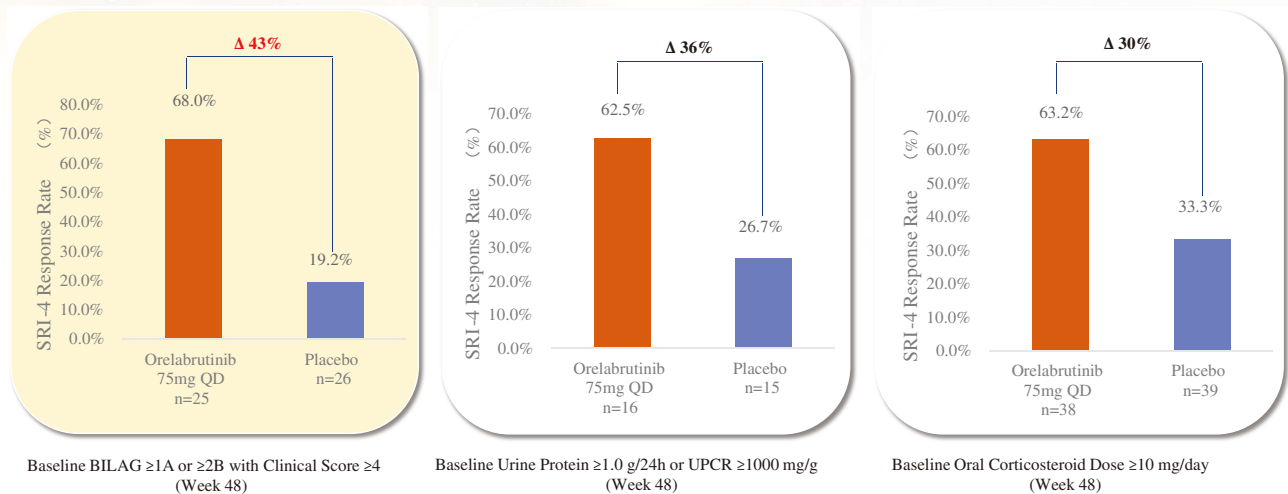 Δ 43%
80.0%
70.0%
60.0%
50.0%
40.0%
30.0%
20.0%
10.0%
0.0%
SRI-4 Response Rate （%）
68.0%
19.2%
Orelabrutinib
75mg QD
n=25
Placebo
n=26
Baseline BILAG ≥1A or ≥2B with Clinical Score ≥4
(Week 48)
Δ 36%
70.0%
60.0%
50.0%
40.0%
30.0%
20.0%
10.0%
0.0%
SRI-4 Response Rate （%）
62.5%
26.7%
Orelabrutinib
75mg QD
n=16
Placebo
n=15
Baseline Urine Protein ≥1.0 g/24h or UPCR ≥1000 mg/g
(Week 48)
Δ 30%
70.0%
60.0%
50.0%
40.0%
30.0%
20.0%
10.0%
0.0%
SRI-4 Response Rate （%）
63.2%
33.3%
Orelabrutinib
75mg QD
n=38
Placebo
n=39
Baseline Oral Corticosteroid Dose ≥10 mg/day
(Week 48)